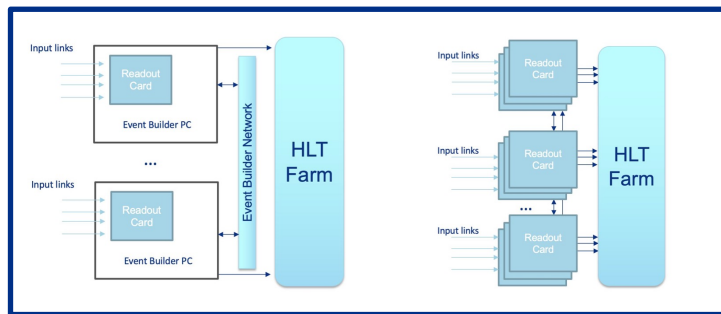 Input links
Readout
Card
Event Builder PC
...
Input links
Readout
Card
Event Builder PC
Event Builder Network
HLT
Farm
Input links
Readout
Card
Input links
Readout
Card
...
Input links
Readout
Card
HLT
Farm